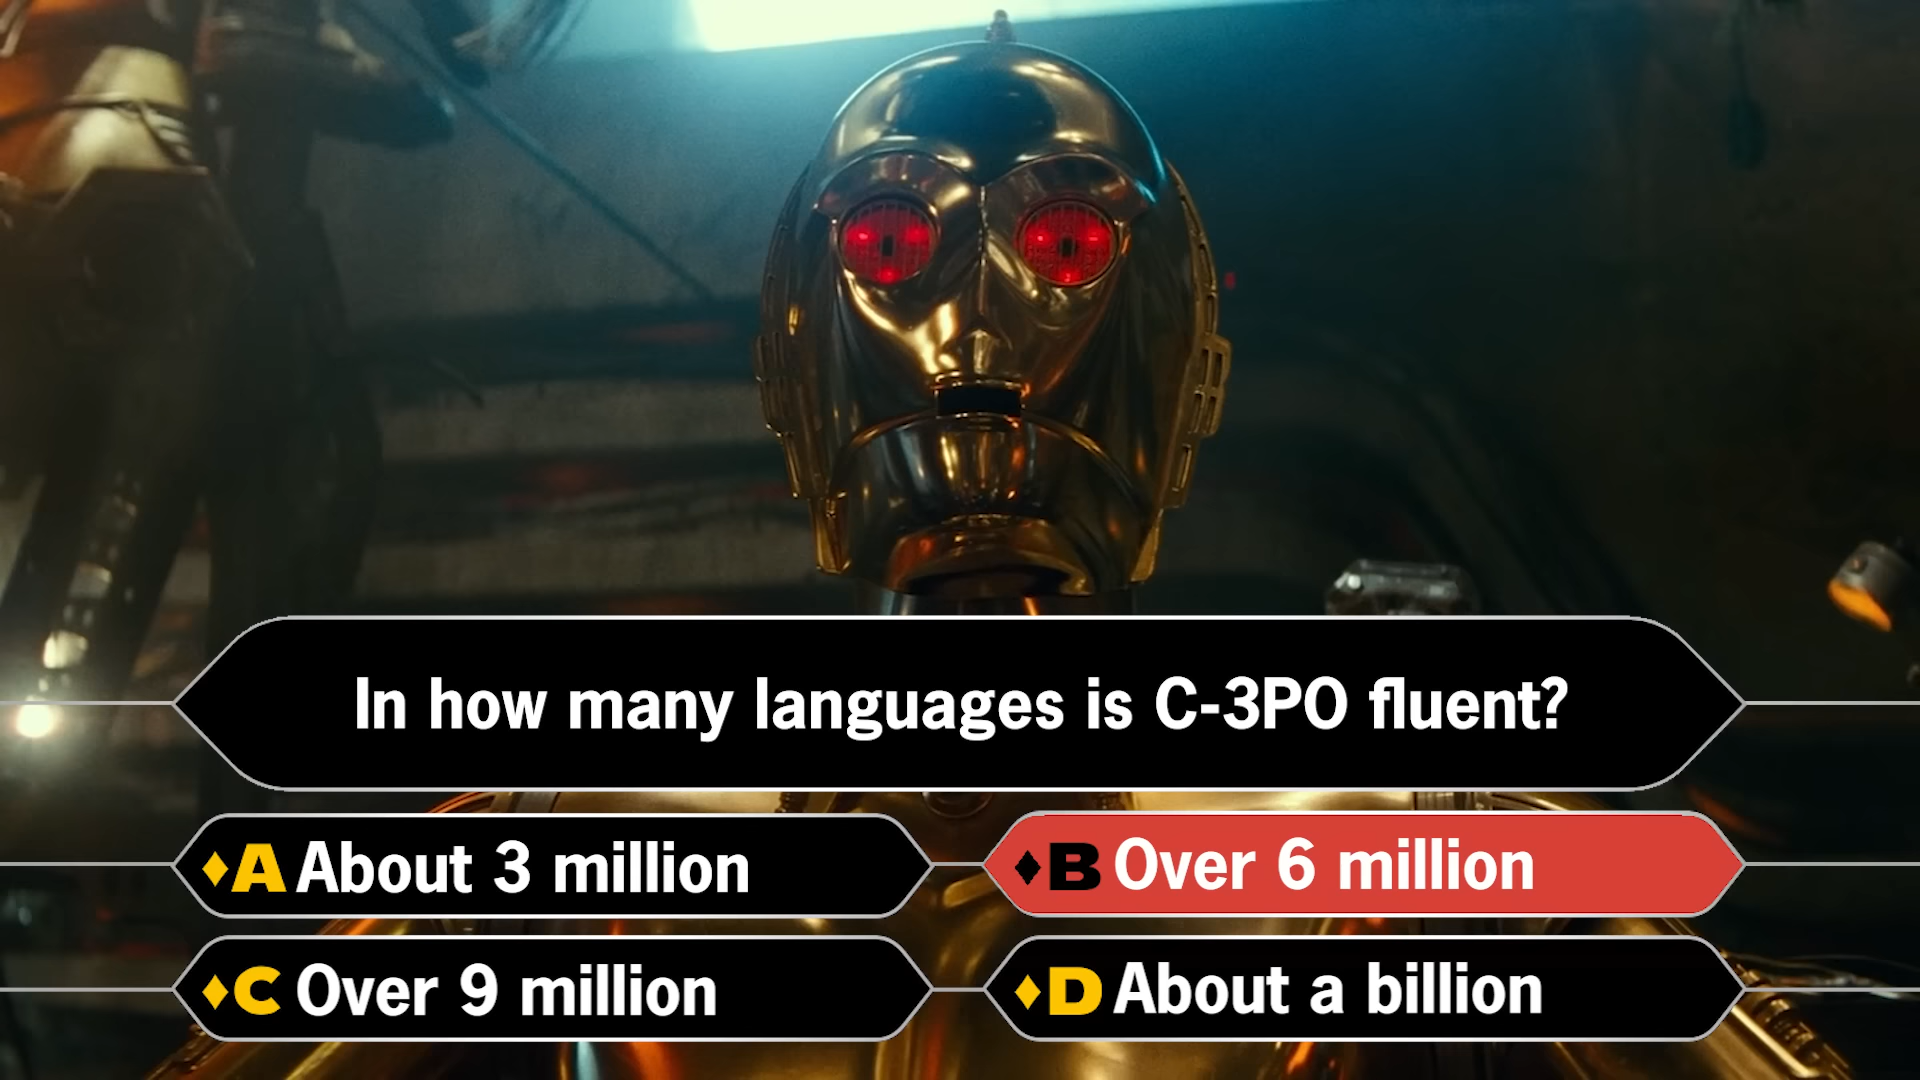 In how many languages is C-3PO fluent?
A About 3 million
B Over 6 million
C Over 9 million
D About a billion